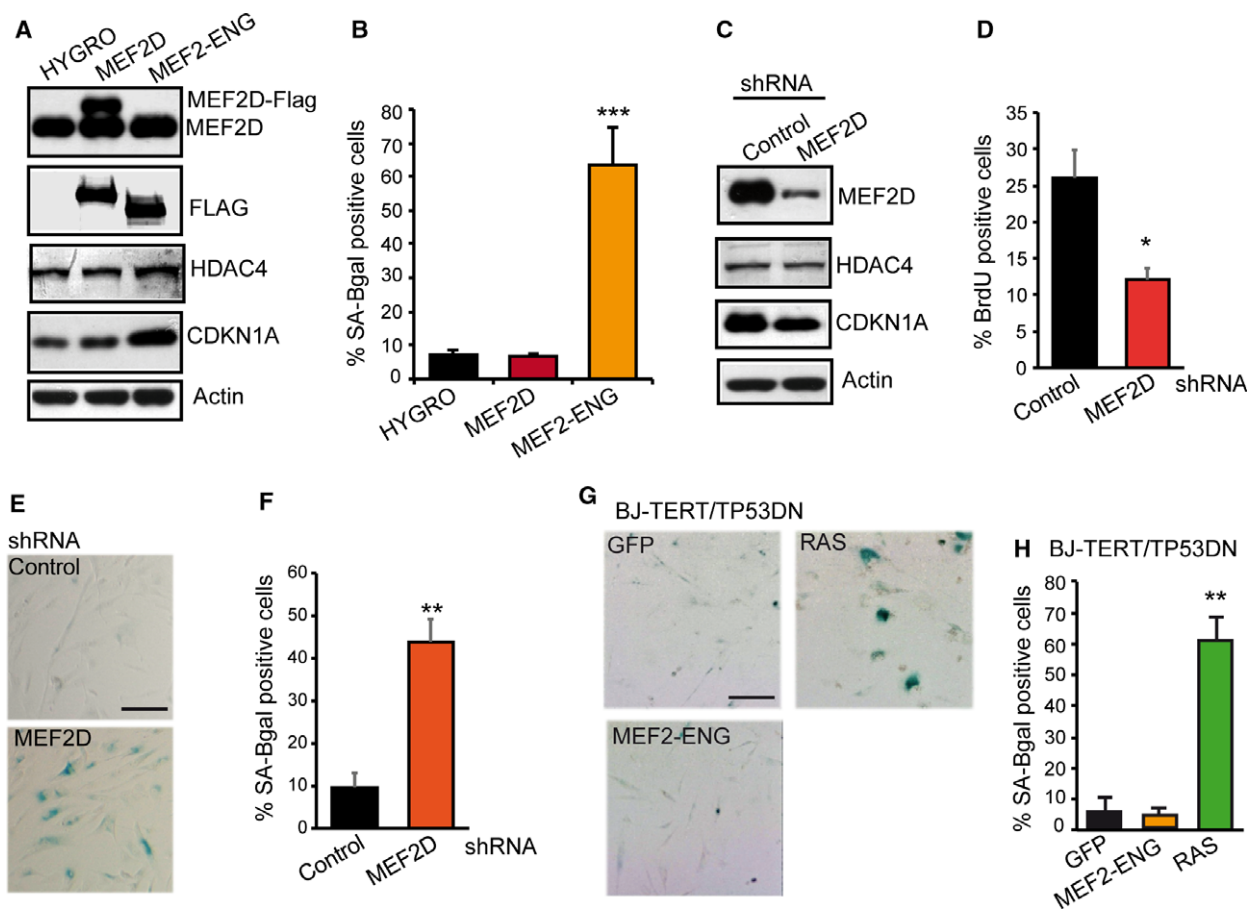 A
HYGRO
MEF2D
MEF2-ENG
MEF2D-Flag
MEF2D
FLAG
HDAC4
CDKN1A
Actin
B
% SA-Bgal positive cells
80
70
60
50
40
30
20
10
0
***
HYGRO
MEF2D
MEF2-ENG
C
shRNA
Control
MEF2D
MEF2D
HDAC4
CDKN1A
Actin
D
% BrdU positive cells
35
30
25
20
15
10
5
0
*
Control
MEF2D
shRNA
E
shRNA
Control
MEF2D
F
% SA-Bgal positive cells
60
50
40
30
20
10
0
**
Control
MEF2D
shRNA
G
BJ-TERT/TP53DN
GFP
RAS
MEF2-ENG
H BJ-TERT/TP53DN
% SA-Bgal positive cells
80
70
60
50
40
30
20
10
0
**
GFP
MEF2-ENG
RAS